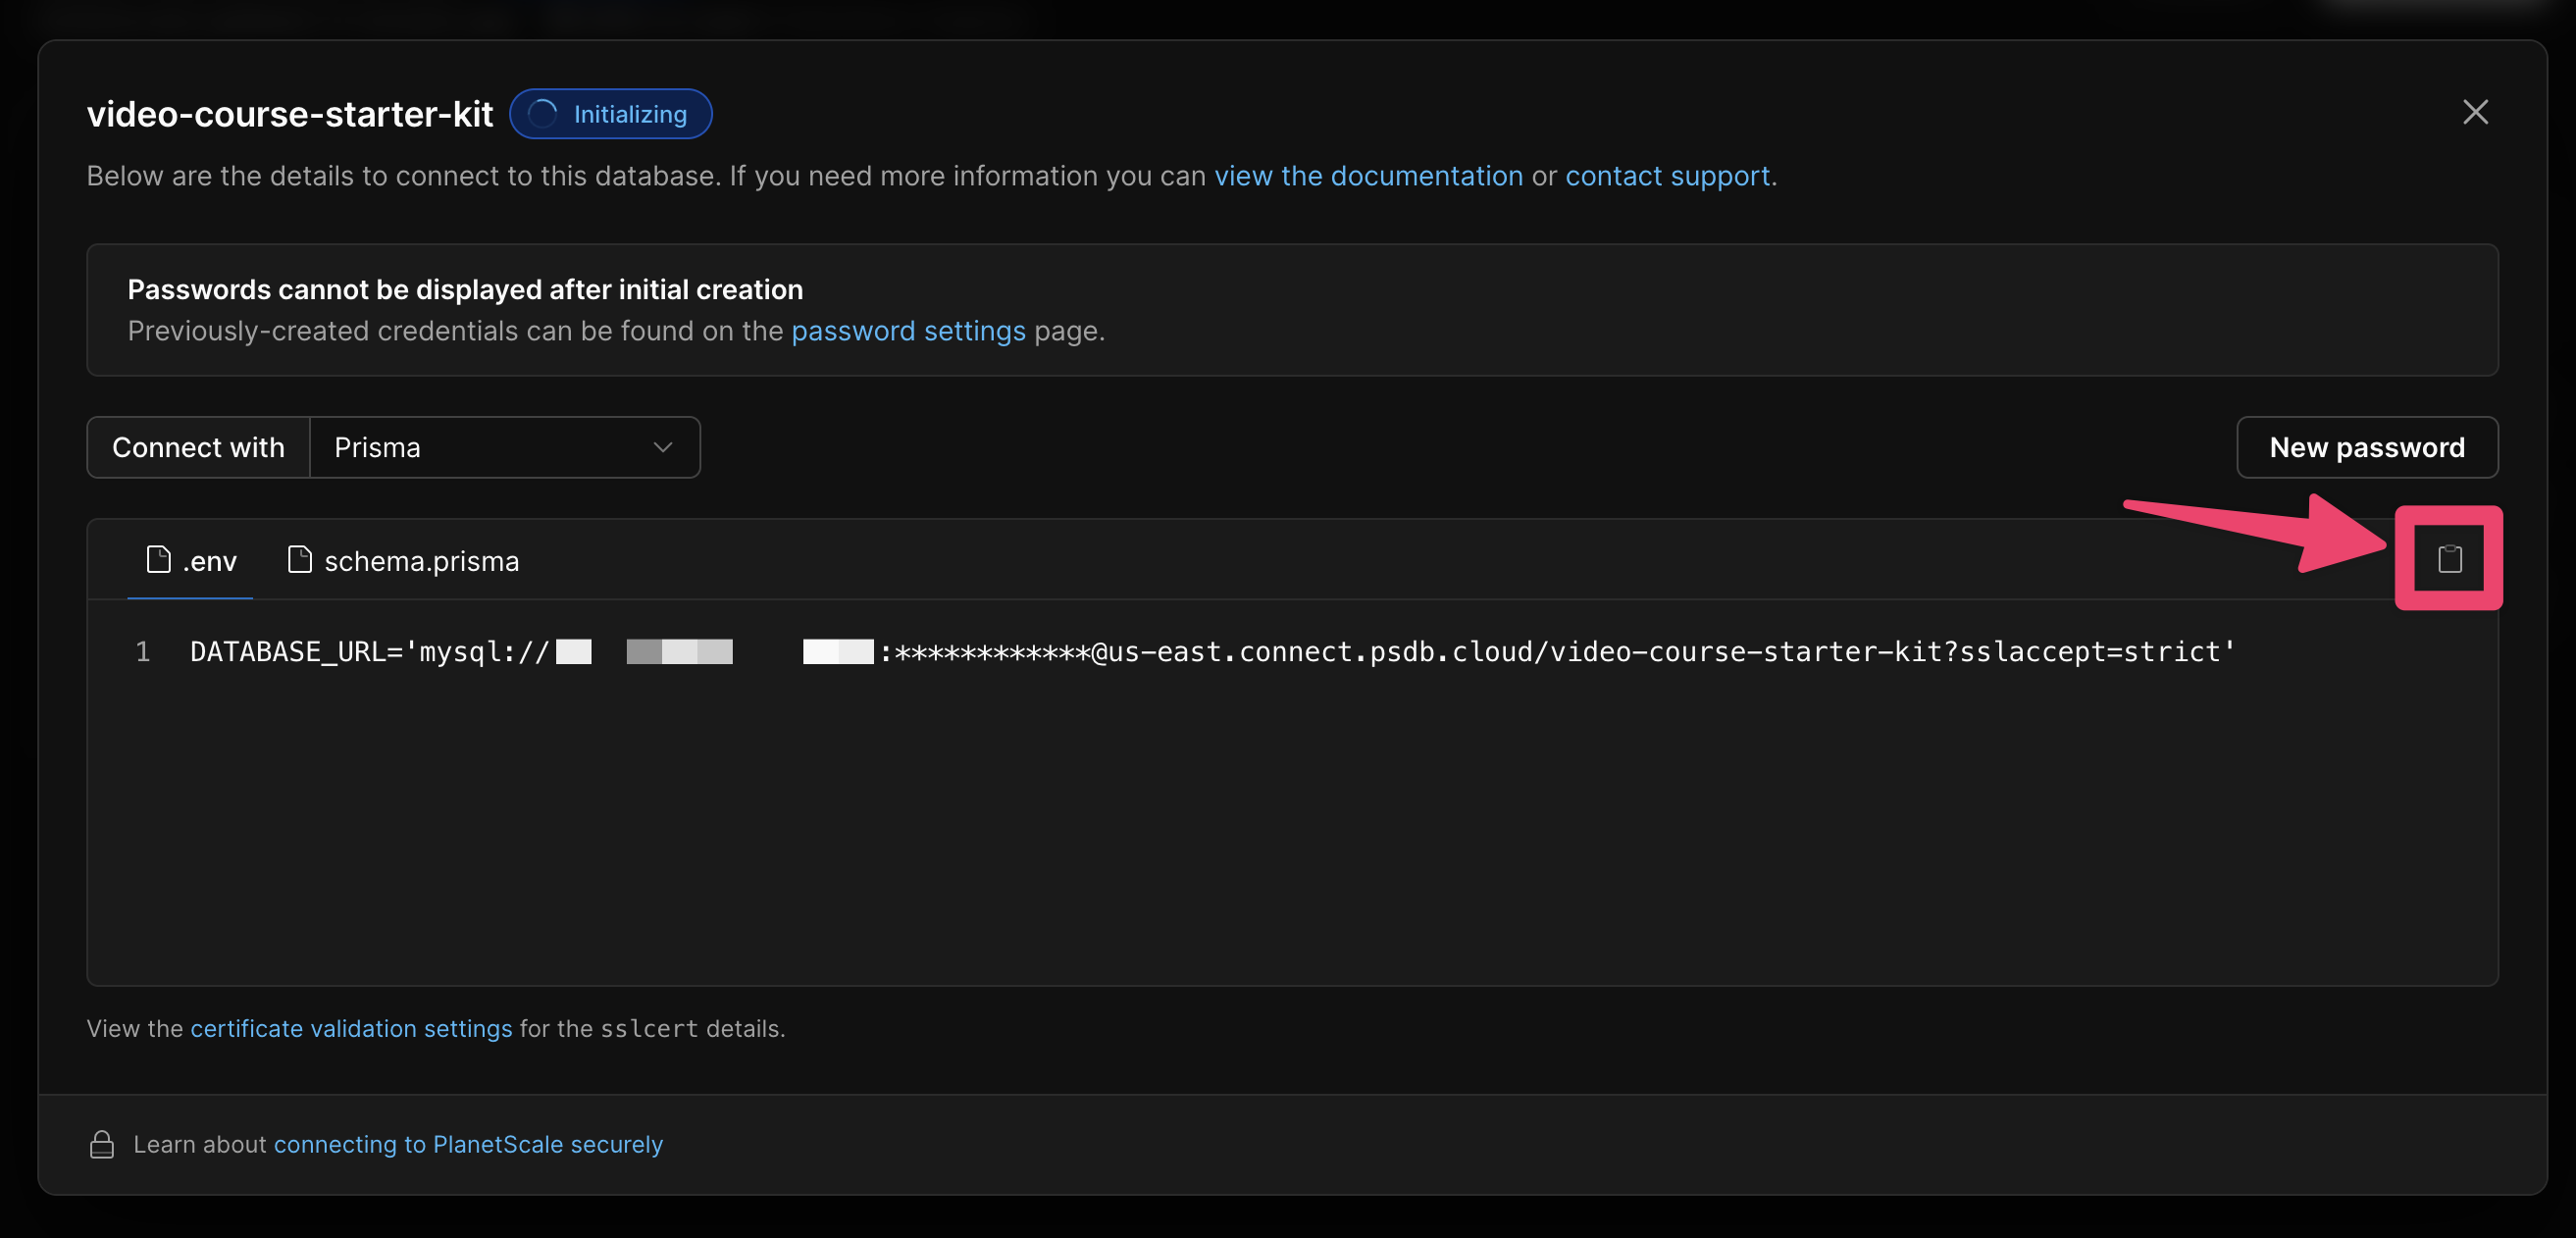 video-course-starter-kit Initializing
Below are the details to connect to this database. If you need more information you can view the documentation or contact support.
Passwords cannot be displayed after initial creation
Previously-created credentials can be found on the password settings page.
Connect with Prisma New password
.env schema.prisma
1 DATABASE_URL='mysql:// :************@us-east.connect.psdb.cloud/video-course-starter-kit?sslaccept=strict'
View the certificate validation settings for the sslcert details.
Learn about connecting to PlanetScale securely